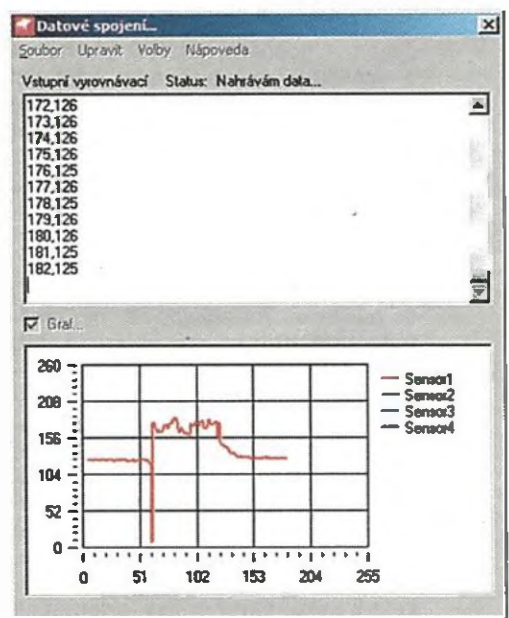 Datové spojení...
Soubor Upravit Volby Nápoveda
Vstupní vyrovnávací Status: Nahrávám data...
172,126
173,126
174,126
175,126
176,125
177,126
178,125
179,126
180,126
181,125
182,125
Graf...
260
208
156
104
52
0
0 51 102 153 204 255
Sensor1
Sensor2
Sensor3
Sensor4